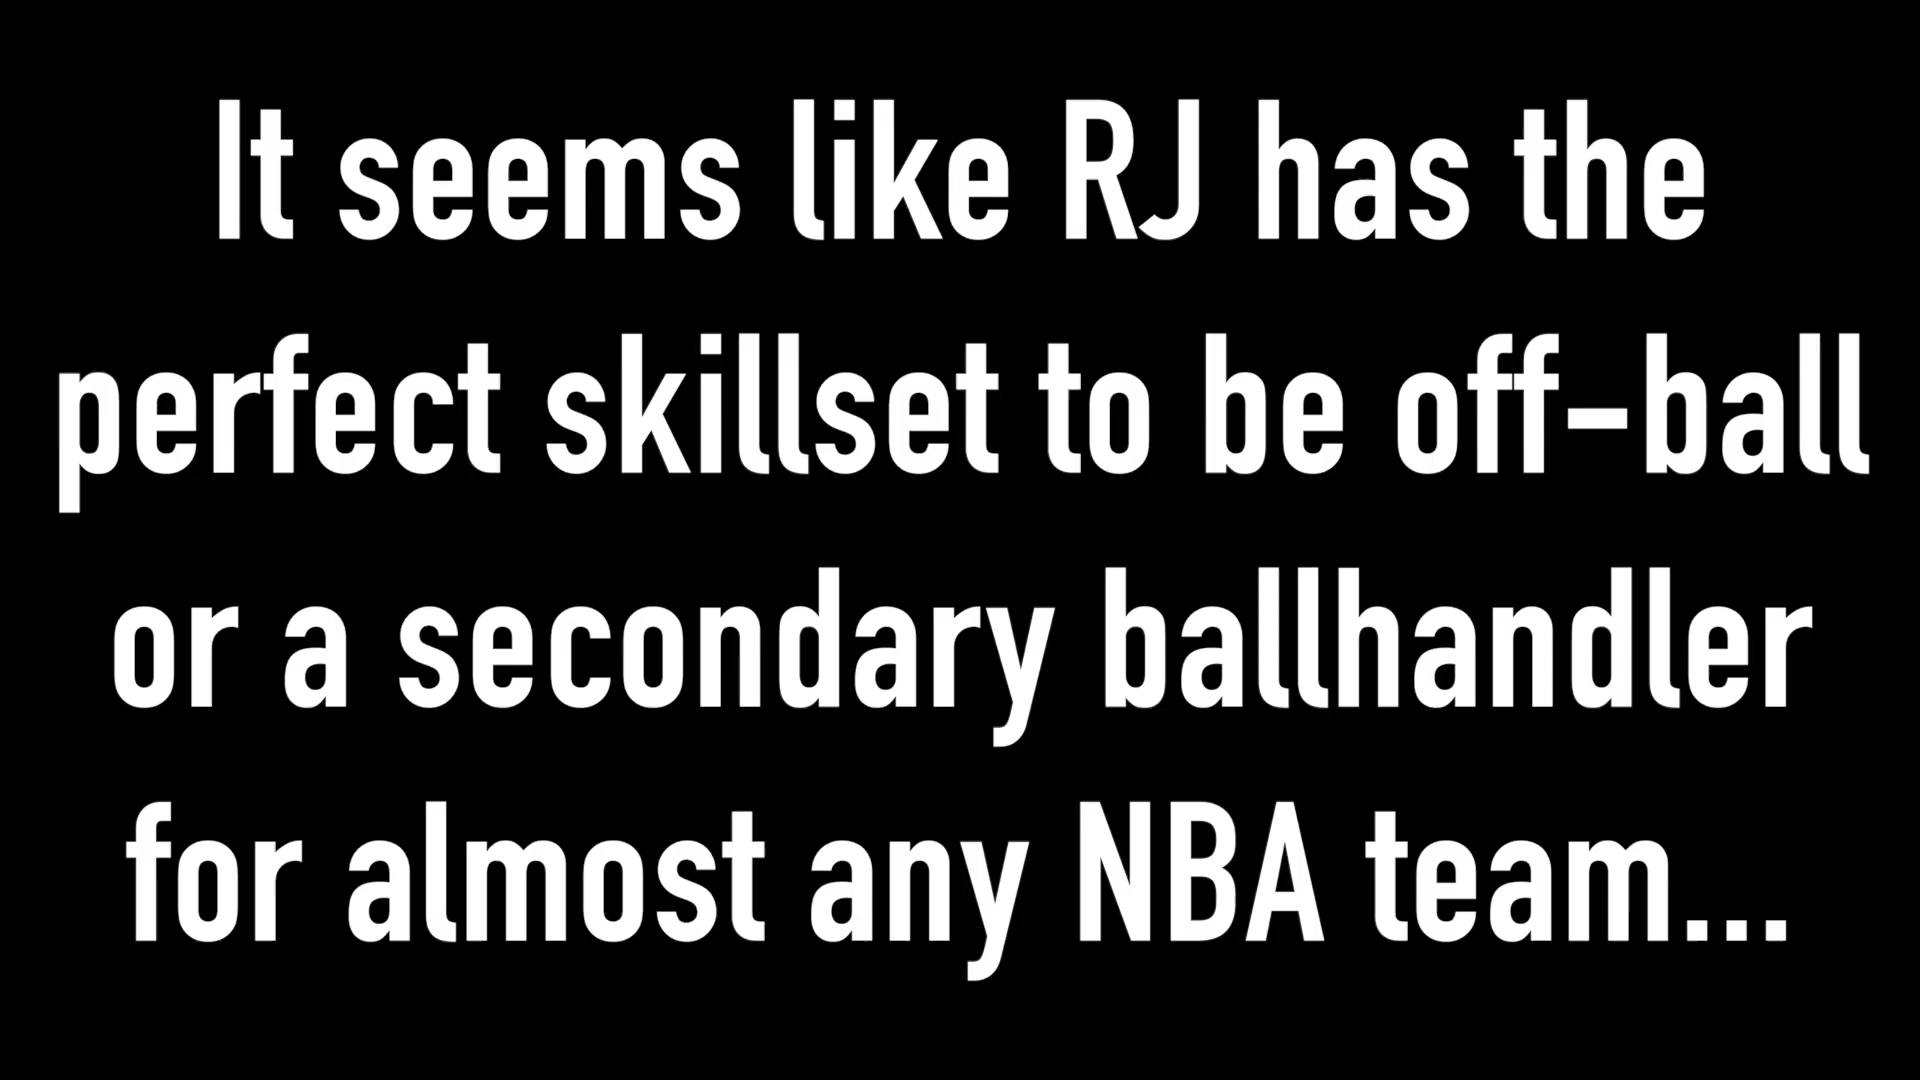 It seems like RJ has the
perfect skillset to be off-ball
or a secondary ballhandler
for almost any NBA team...